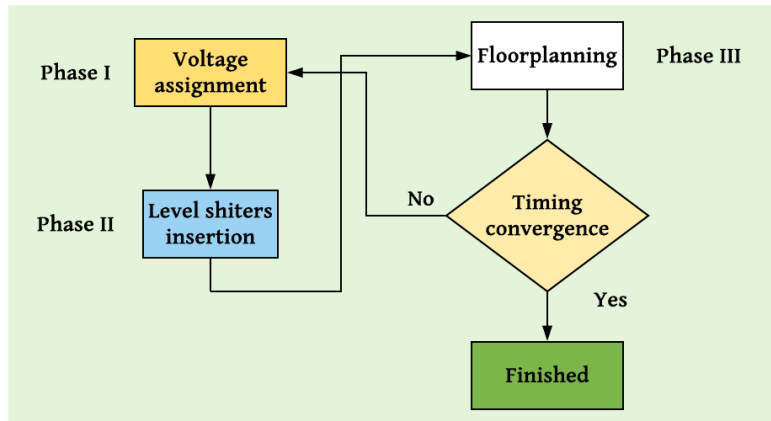 Phase I
Voltage
assignment
Phase II
Level shiters
insertion
Floorplanning
Phase III
Timing
convergence
No
Yes
Finished